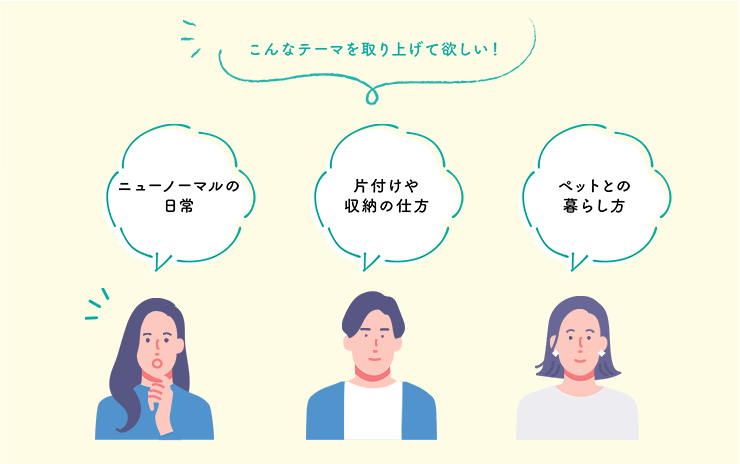 こんなテーマを取り上げて欲しい！
ニューノーマルの
日常
片付けや
収納の仕方
ペットとの
暮らし方